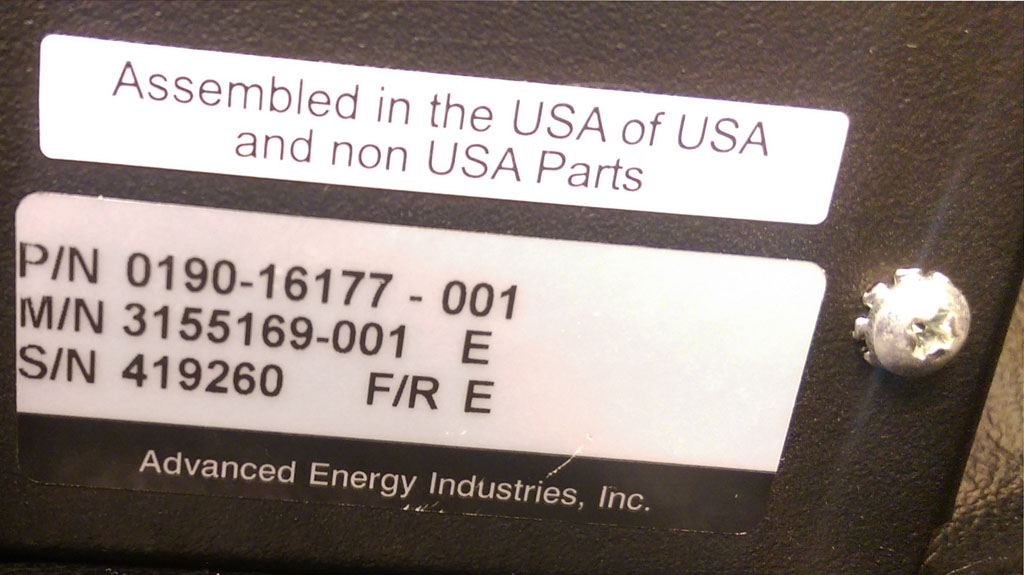 Assembled in the USA of USA
and non USA Parts
P/N 0190-16177 - 001
M/N 3155169-001 E
S/N 419260 F/R E
Advanced Energy Industries, Inc.